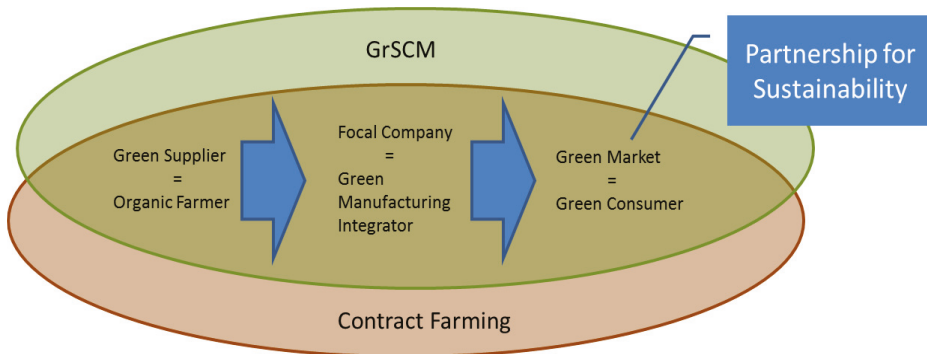 GrSCM
Partnership for
Sustainability
Green Supplier
=
Organic Farmer
Focal Company
=
Green
Manufacturing
Integrator
Green Market
=
Green Consumer
Contract Farming